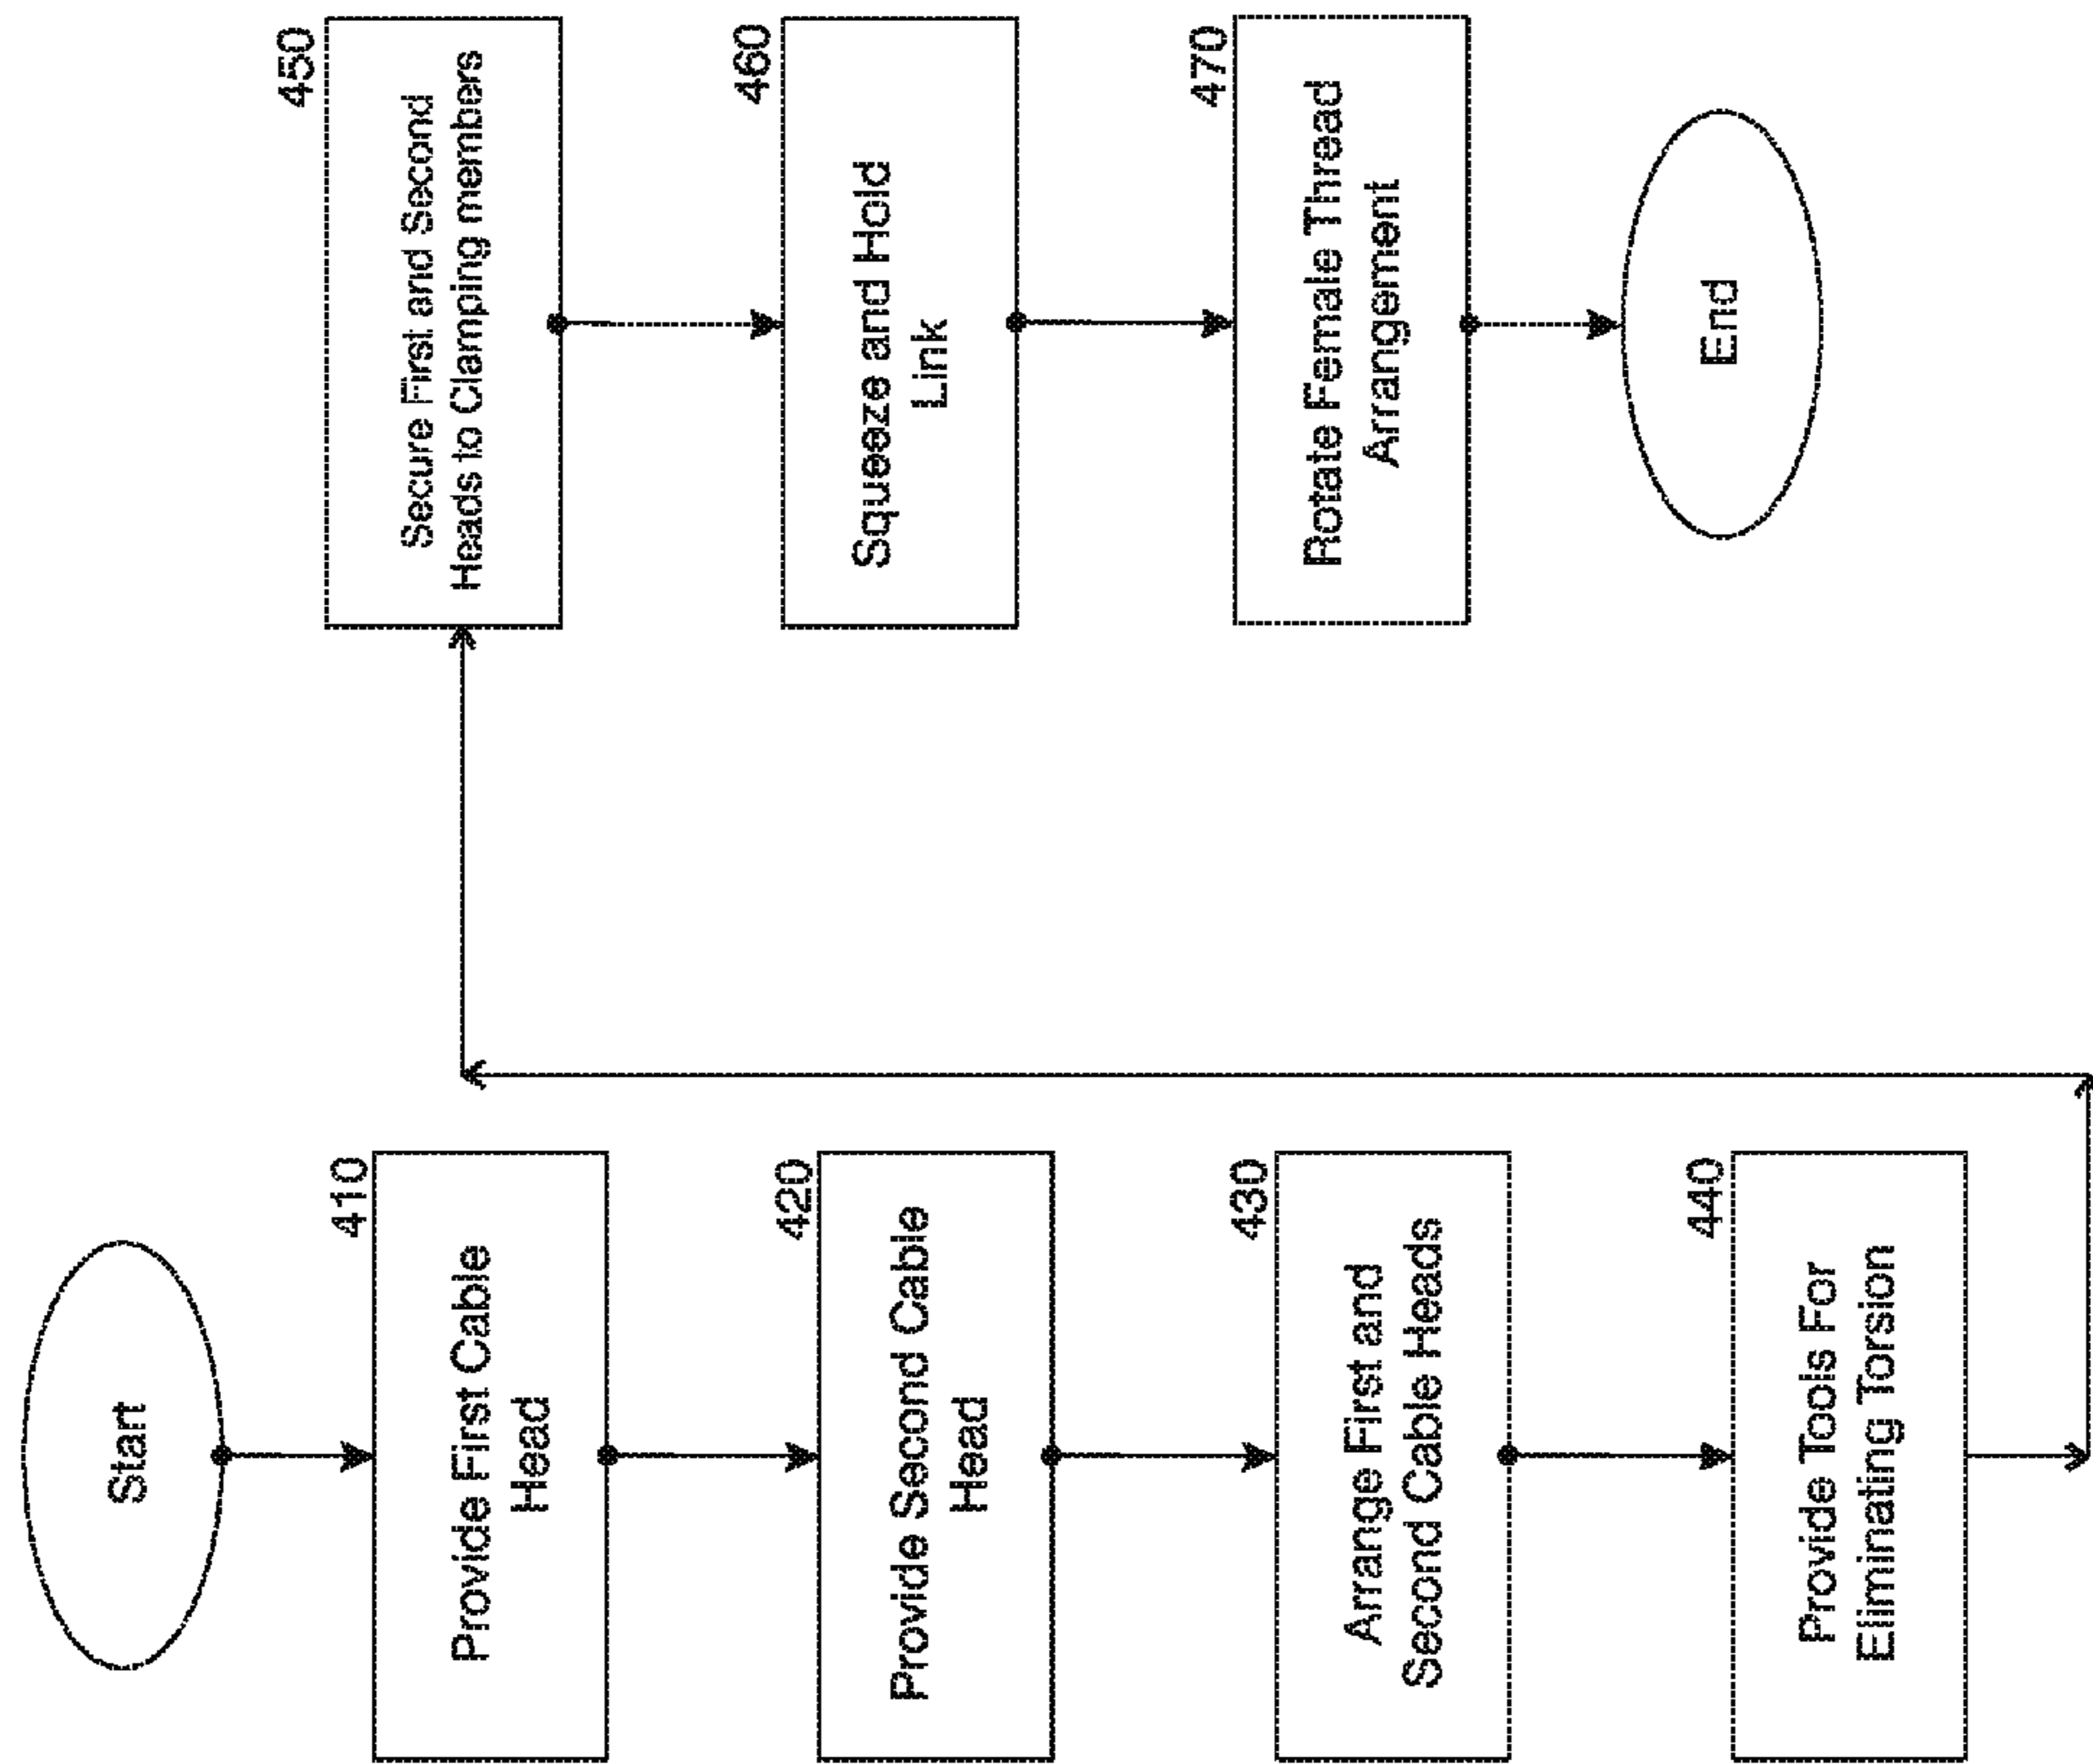 Start
410
Provide First Cable
Head
420
Provide Second Cable
Head
430
Arrange First and
Second Cable Heads
440
Provide Tools For
Eliminating Torsion
450
Secure First and Second
Heads to Clamping members
460
Squeeze and Hold
Link
470
Rotate Female Thread
Arrangement
End